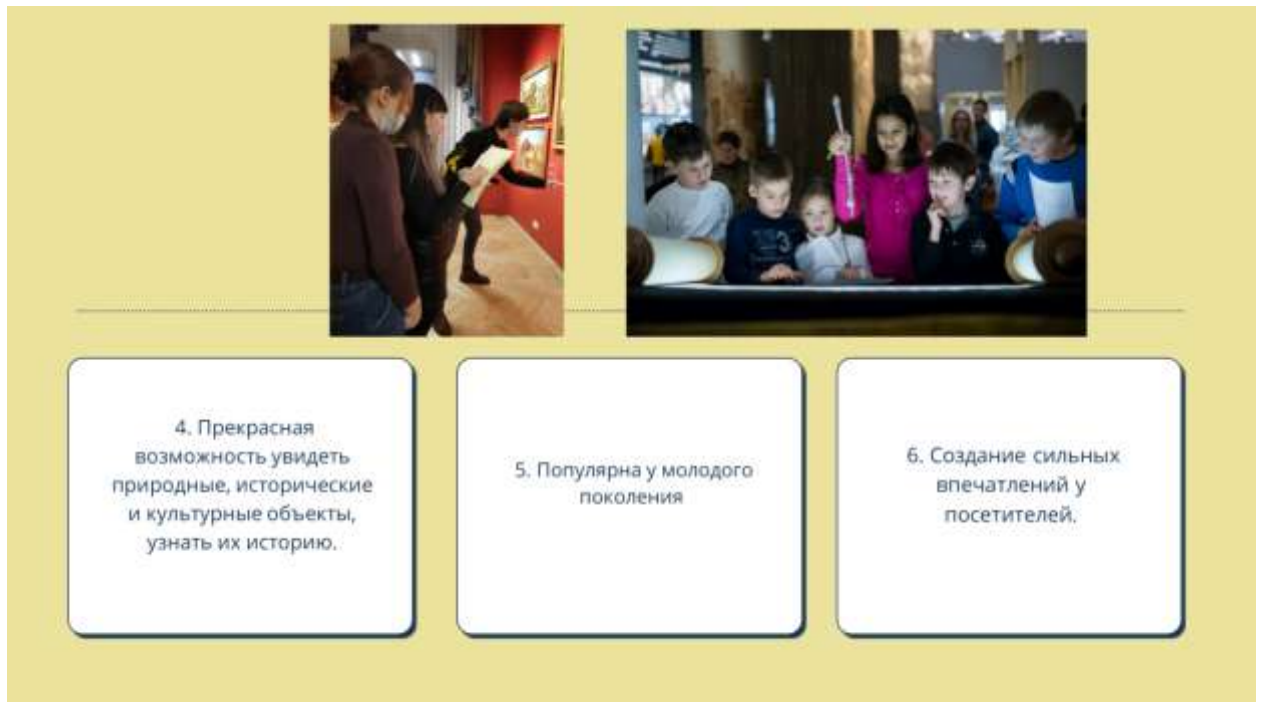 4. Прекрасная
возможность увидеть
природные, исторические
и культурные объекты,
узнать их историю.
5. Популярна у молодого
поколения
6. Создание сильных
впечатлений у
посетителей.